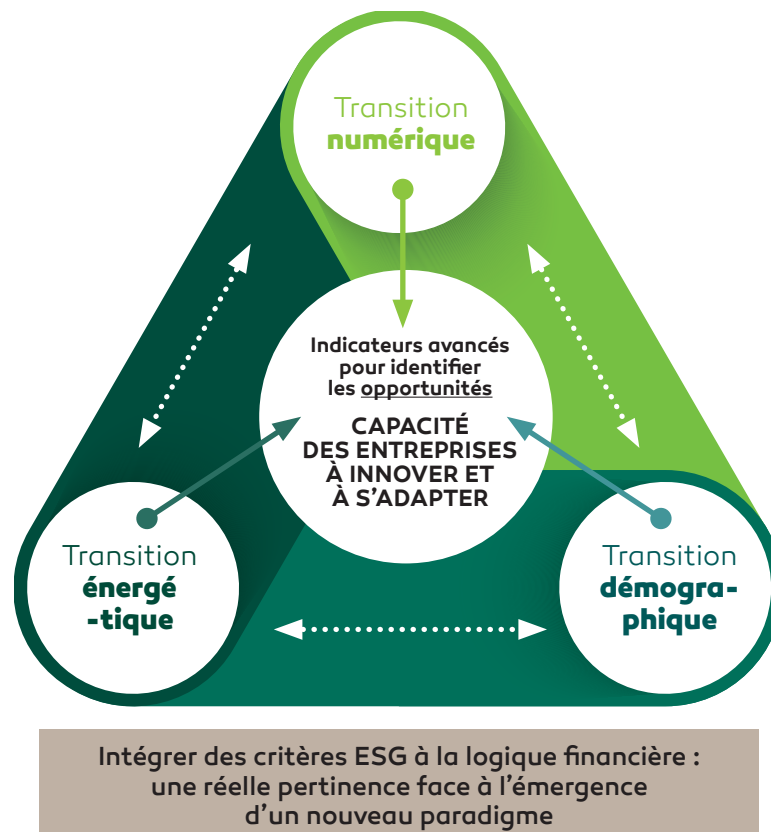 Transition
numérique
Indicateurs avancés
pour identifier
les opportunités
CAPACITÉ
DES ENTREPRISES
À INNOVER ET
À S’ADAPTER
Transition
énergé
-tique
Transition
démogra-
phique
Intégrer des critères ESG à la logique financière :
une réelle pertinence face à l’émergence
d’un nouveau paradigme